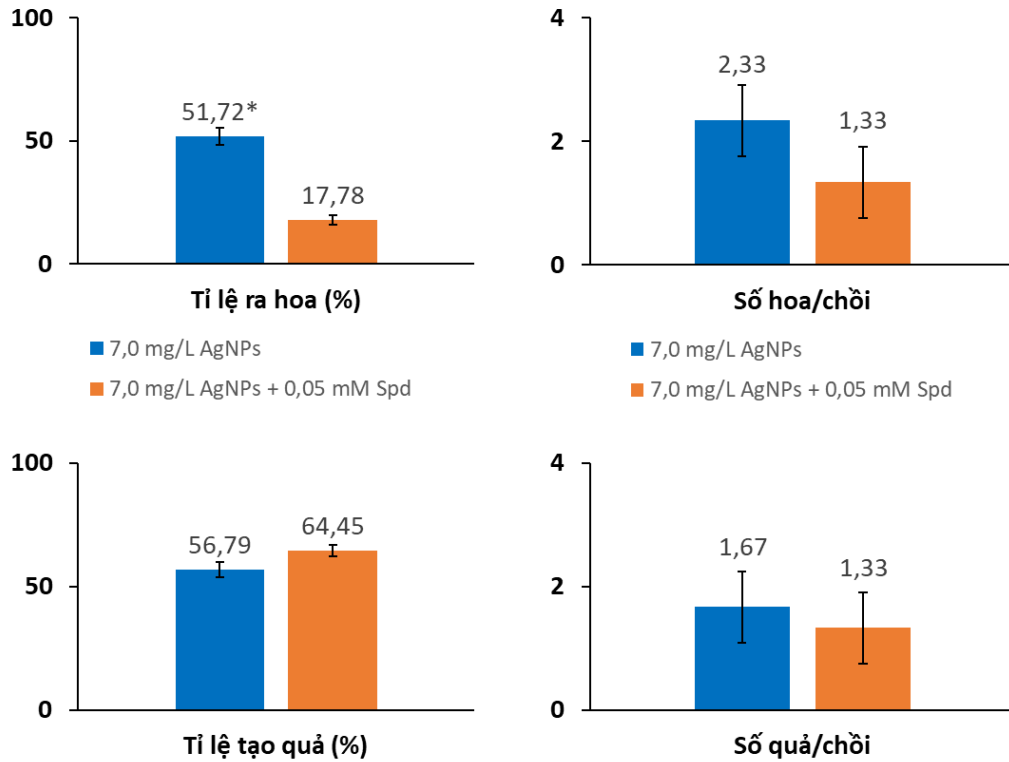 100
51,72*
50
17,78
0
Tỉ lệ ra hoa (%)
7,0 mg/L AgNPs
7,0 mg/L AgNPs + 0,05 mM Spd
4
2,33
1,33
2
0
Số hoa/chồi
7,0 mg/L AgNPs
7,0 mg/L AgNPs + 0,05 mM Spd
100
56,79
64,45
50
0
Tỉ lệ tạo quả (%)
4
1,67
1,33
2
0
Số quả/chồi